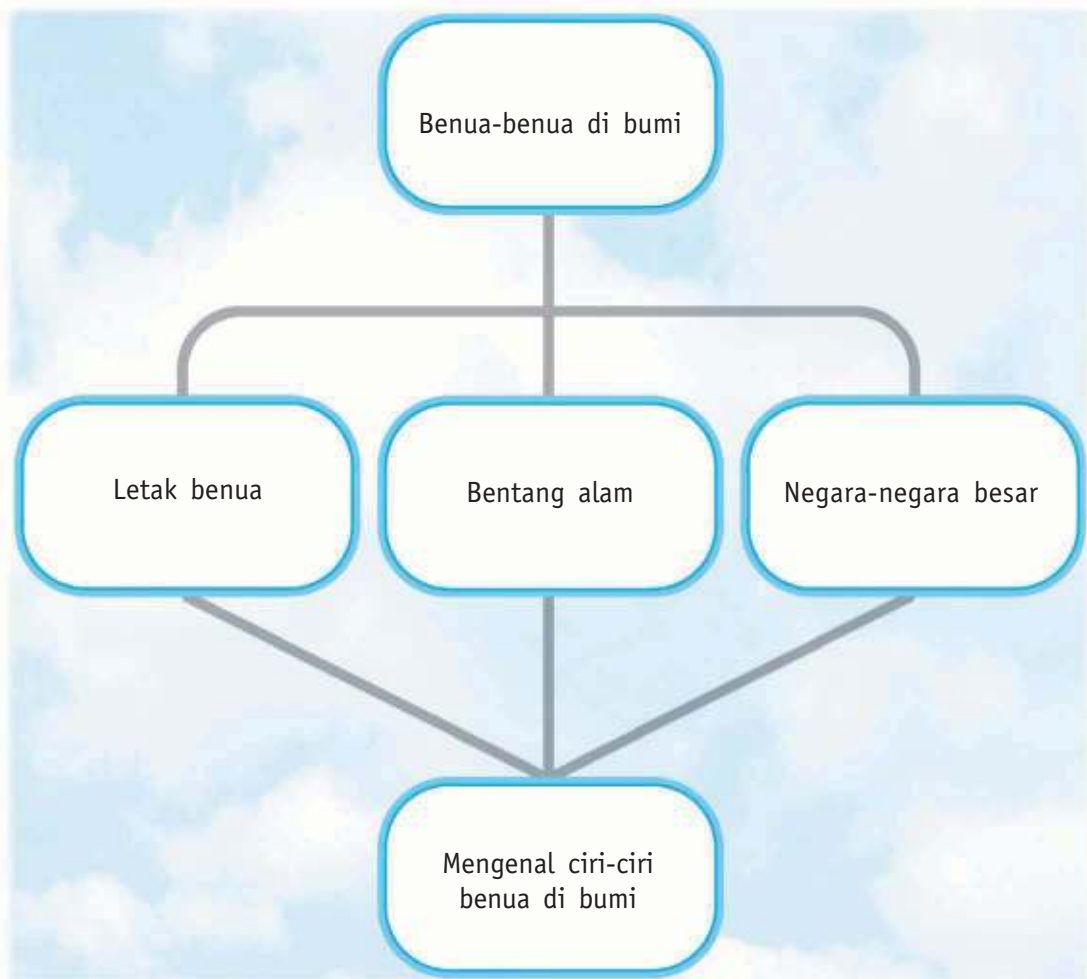 Benua-benua di bumi
Letak benua
Bentang alam
Negara-negara besar
Mengenal ciri-ciri
benua di bumi